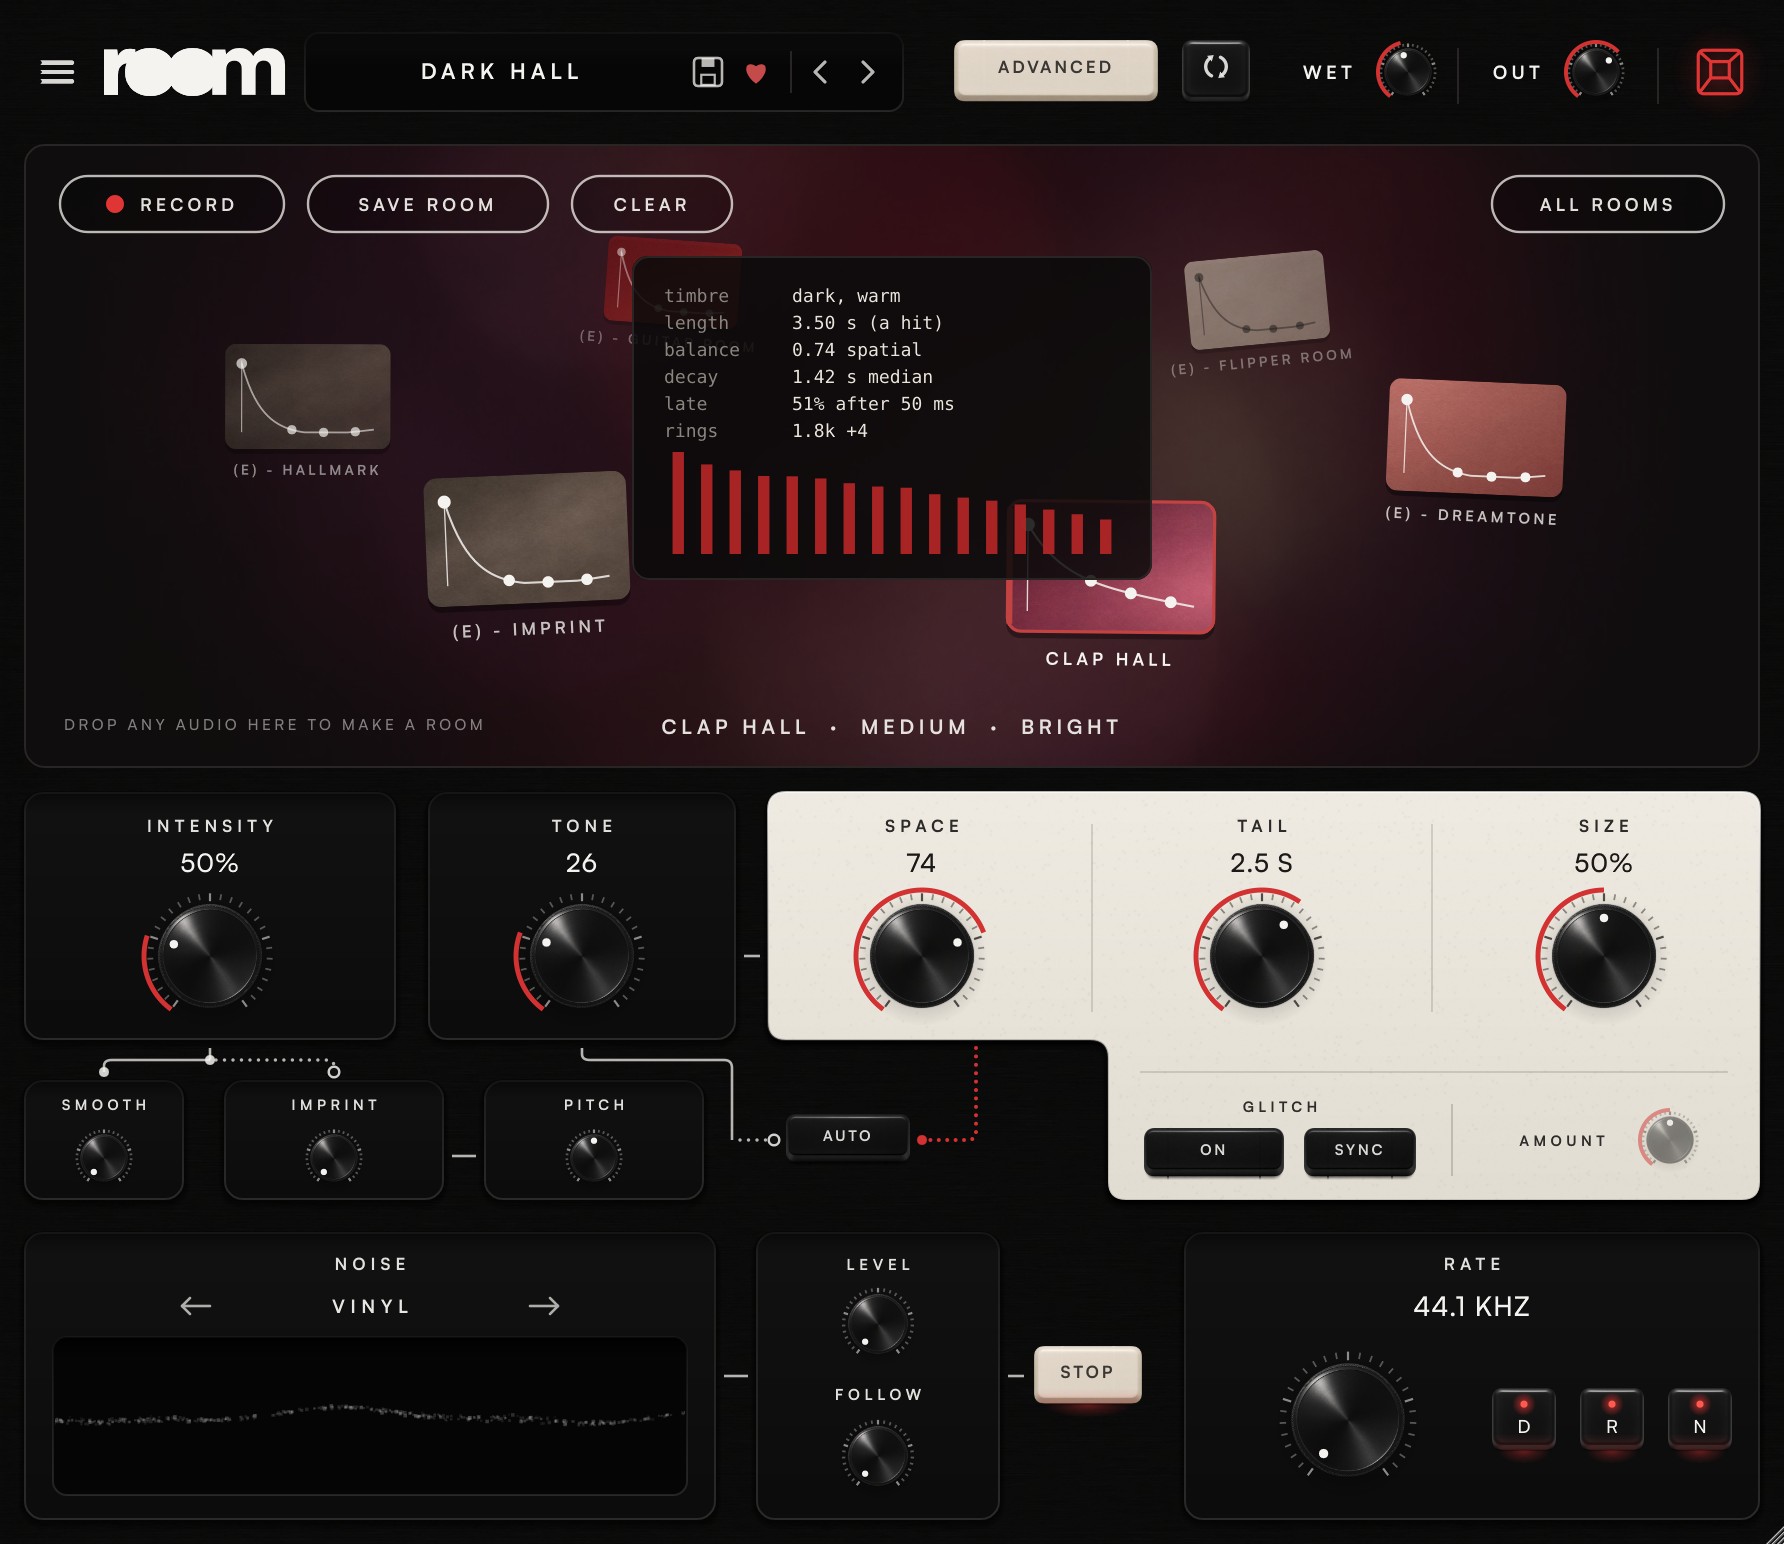 room
DARK HALL
ADVANCED
WET
OUT
RECORD
SAVE ROOM
CLEAR
ALL ROOMS
timbre dark, warm
length 3.50 s (a hit)
balance 0.74 spatial
decay 1.42 s median
late 51% after 50 ms
rings 1.8k +4
(E) - GUITAR ROOM
(E) - FLIPPER ROOM
(E) - HALLMARK
(E) - DREAMTONE
(E) - IMPRINT
CLAP HALL
DROP ANY AUDIO HERE TO MAKE A ROOM
CLAP HALL • MEDIUM • BRIGHT
INTENSITY
50%
TONE
26
SPACE
74
TAIL
2.5 S
SIZE
50%
SMOOTH
IMPRINT
PITCH
AUTO
GLITCH
ON
SYNC
AMOUNT
NOISE
VINYL
LEVEL
FOLLOW
STOP
RATE
44.1 KHZ
D
R
N